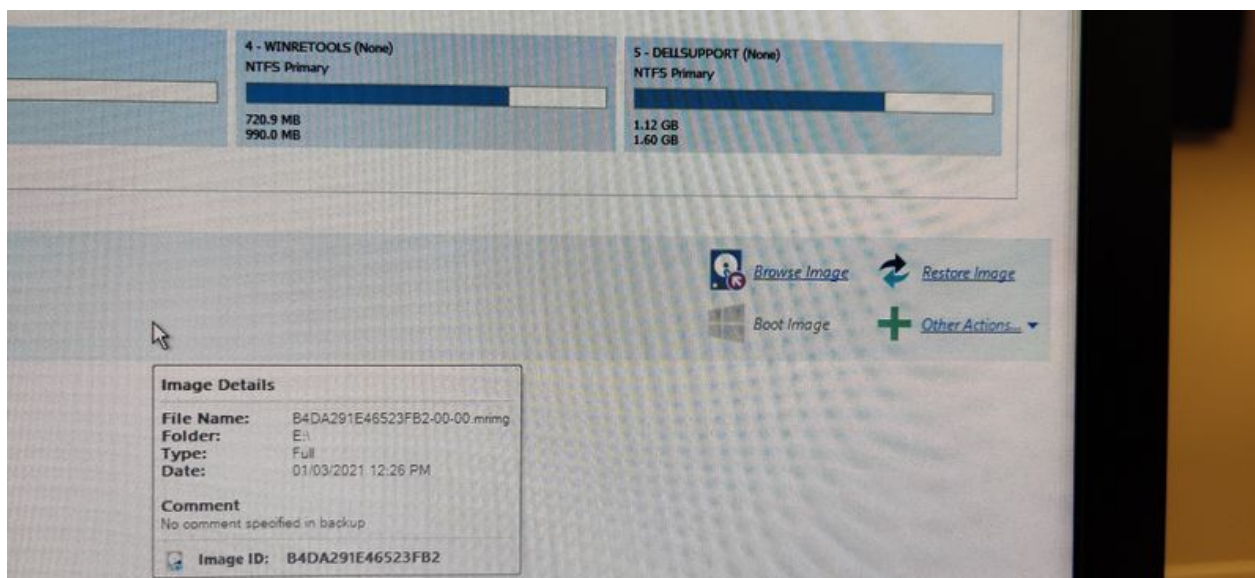 4 - WINRETOOLS (None)
NTFS Primary
720.9 MB
990.0 MB
5 - DELLSUPPORT (None)
NTFS Primary
1.12 GB
1.60 GB
Browse Image
Restore Image
Boot Image
Other Actions...
Image Details
File Name: B4DA291E46523FB2-00-00.mrimg
Folder: E:\
Type: Full
Date: 01/03/2021 12:26 PM
Comment
No comment specified in backup
Image ID: B4DA291E46523FB2